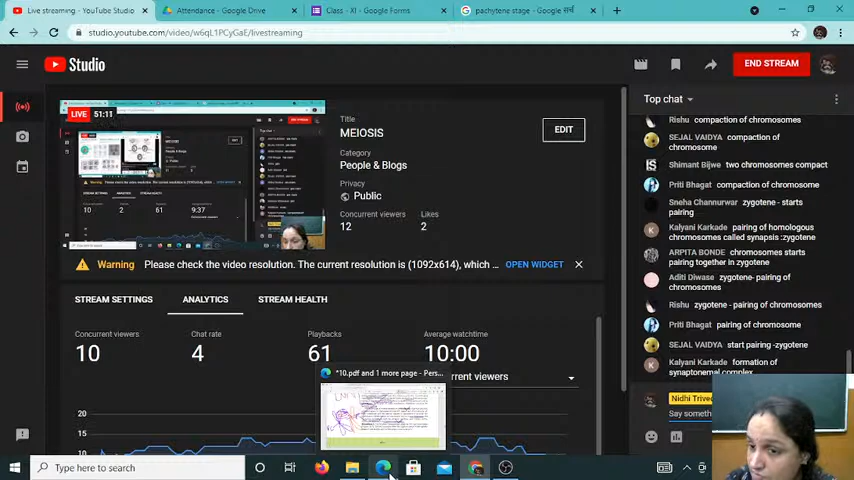 Live streaming - YouTube Studio
Attendance - Google Drive
Class - XI - Google Forms
pachytene stage - Google सर्च
studio.youtube.com/video/w6qL1PCyGaE/livestreaming
Studio
END STREAM
LIVE 51:11
Title
MEIOSIS
EDIT
Category
People & Blogs
Privacy
Public
Concurrent viewers
Likes
12
2
Warning Please check the video resolution. The current resolution is (1092x614), which ... OPEN WIDGET
STREAM SETTINGS
ANALYTICS
STREAM HEALTH
Concurrent viewers
Chat rate
Playbacks
Average watchtime
10
4
61
10:00
*10.pdf and 1 more page - Pers...
rrent viewers
20
15
10
Top chat
Rishu compaction of chromosomes
SEJAL VAIDYA compaction of
chromosome
Shimant Bijwe two chromosomes compact
Priti Bhagat compaction of chromosome
Sneha Channurwar zygotene - starts
pairing
Kalyani Karkade pairing of homologous
chromosomes called synapsis :zygotene
ARPITA BONDE chromosomes starts
pairing together in zygotene
Aditi Diwase zygotene- pairing of
chromosomes
Rishu zygotene - pairing of chromosomes
Priti Bhagat pairing of chromosome
SEJAL VAIDYA start pairing -zygotene
Kalyani Karkade formation of
synaptonemal complex
Nidhi Trived
Say someth
Type here to search